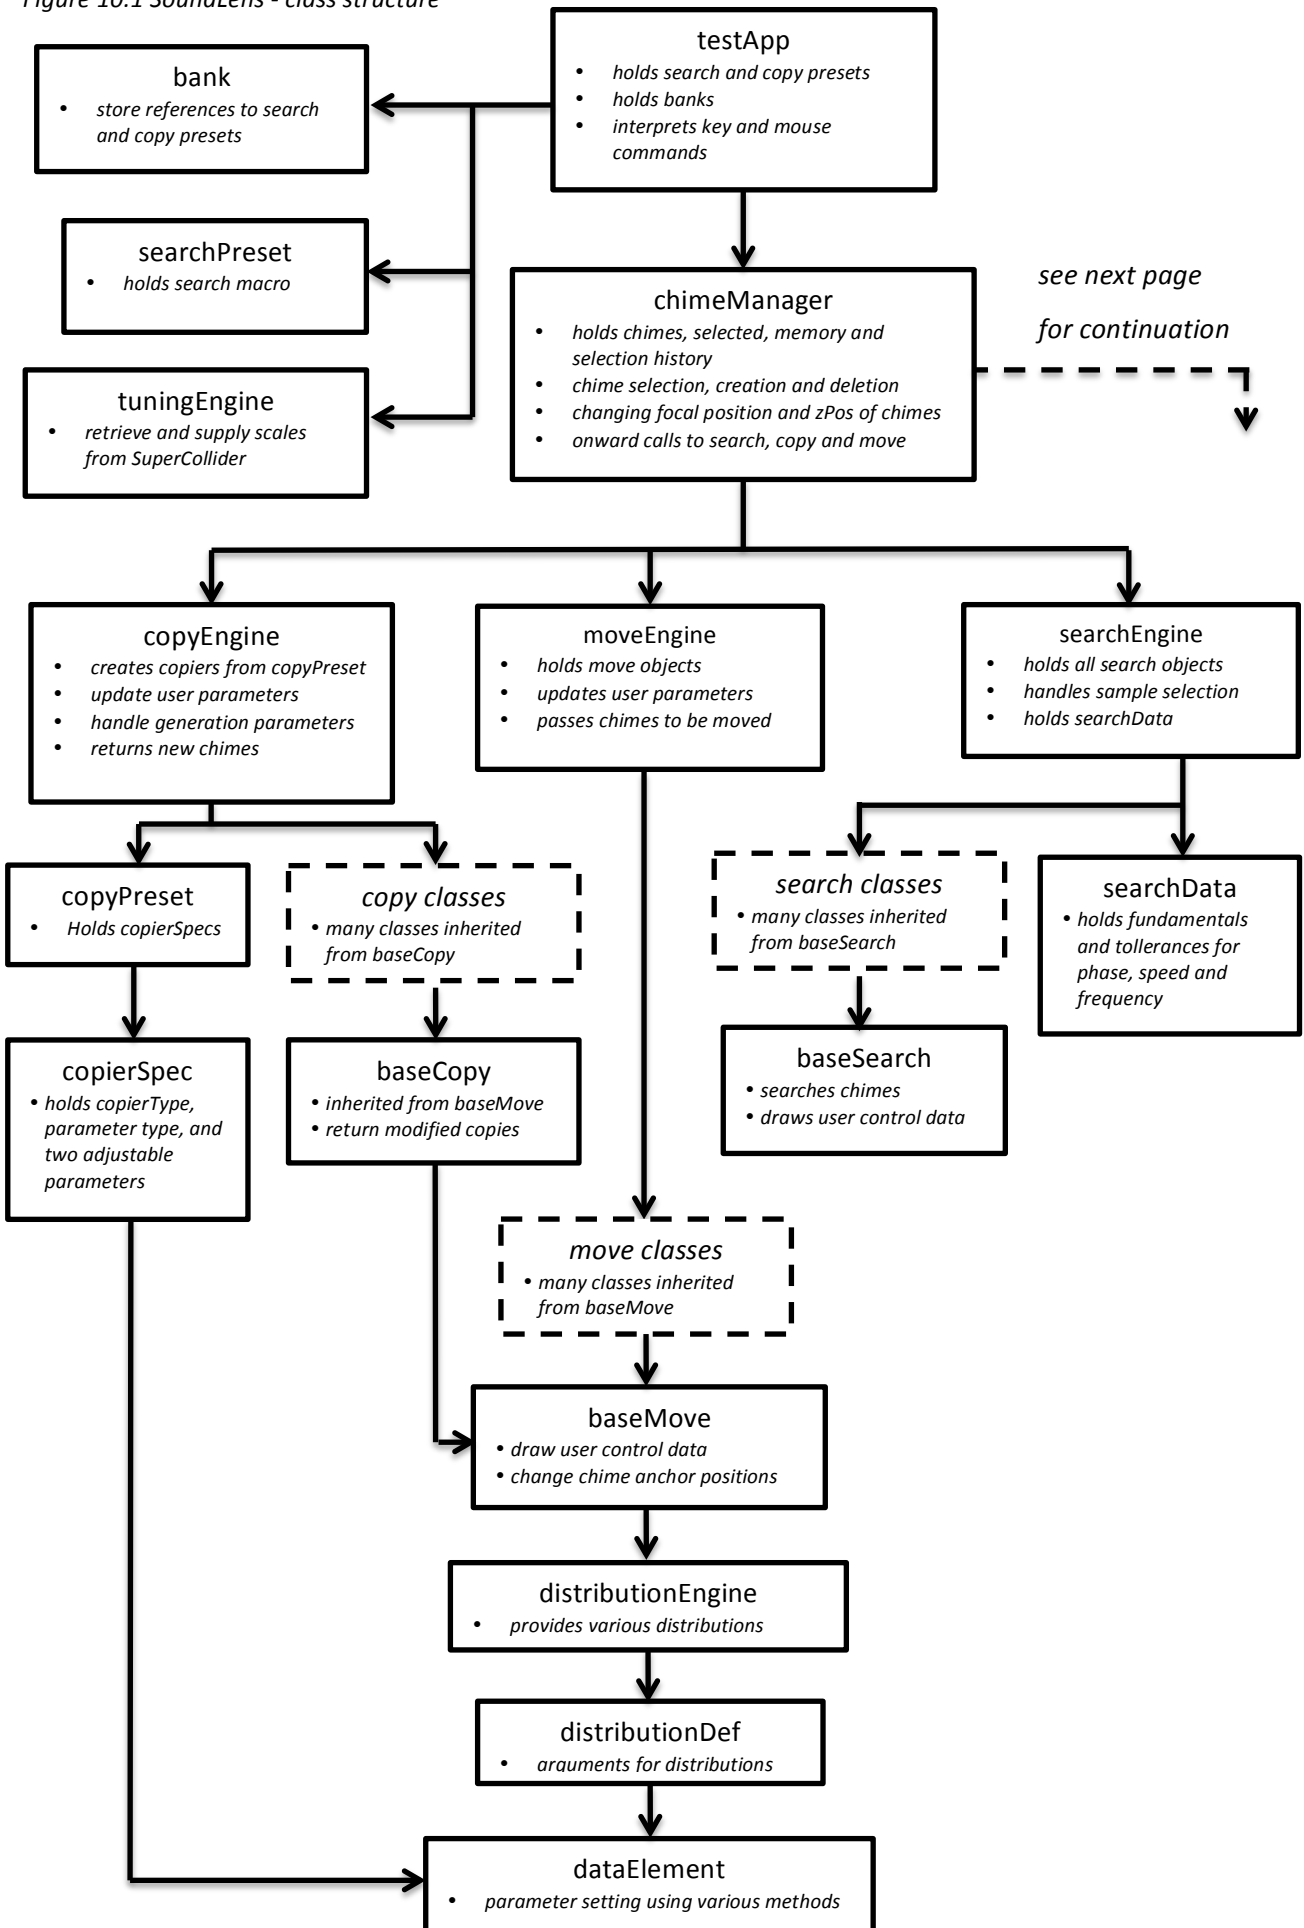 Figure 10.1 SoundLens - class structure
testApp
• holds search and copy presets
• holds banks
• interprets key and mouse
commands
bank
• store references to search
and copy presets
searchPreset
• holds search macro
tuningEngine
• retrieve and supply scales
from SuperCollider
chimeManager
• holds chimes, selected, memory and
selection history
• chime selection, creation and deletion
• changing focal position and zPos of chimes
• onward calls to search, copy and move
see next page
for continuation
copyEngine
• creates copiers from copyPreset
• update user parameters
• handle generation parameters
• returns new chimes
moveEngine
• holds move objects
• updates user parameters
• passes chimes to be moved
searchEngine
• holds all search objects
• handles sample selection
• holds searchData
copyPreset
• Holds copierSpecs
copy classes
• many classes inherited
from baseCopy
search classes
• many classes inherited
from baseSearch
searchData
• holds fundamentals
and tollerances for
phase, speed and
frequency
copierSpec
• holds copierType,
parameter type, and
two adjustable
parameters
baseCopy
• inherited from baseMove
• return modified copies
baseSearch
• searches chimes
• draws user control data
move classes
• many classes inherited
from baseMove
baseMove
• draw user control data
• change chime anchor positions
distributionEngine
• provides various distributions
distributionDef
• arguments for distributions
dataElement
• parameter setting using various methods